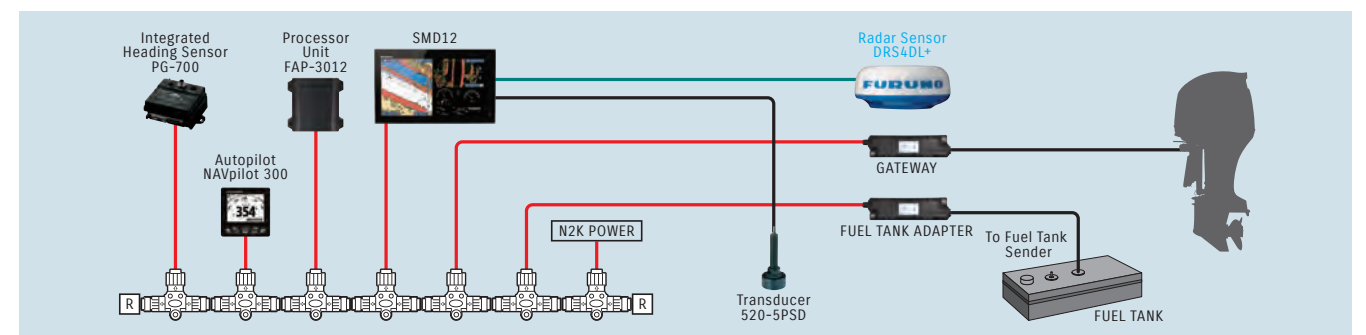 Integrated
Heading Sensor
PG-700
Processor
Unit
FAP-3012
SMD12
Radar Sensor
DRS4DL+
FURUNO
Autopilot
NAVpilot 300
354
GATEWAY
FUEL TANK ADAPTER
N2K POWER
To Fuel Tank
Sender
R
R
Transducer
520-5PSD
FUEL TANK